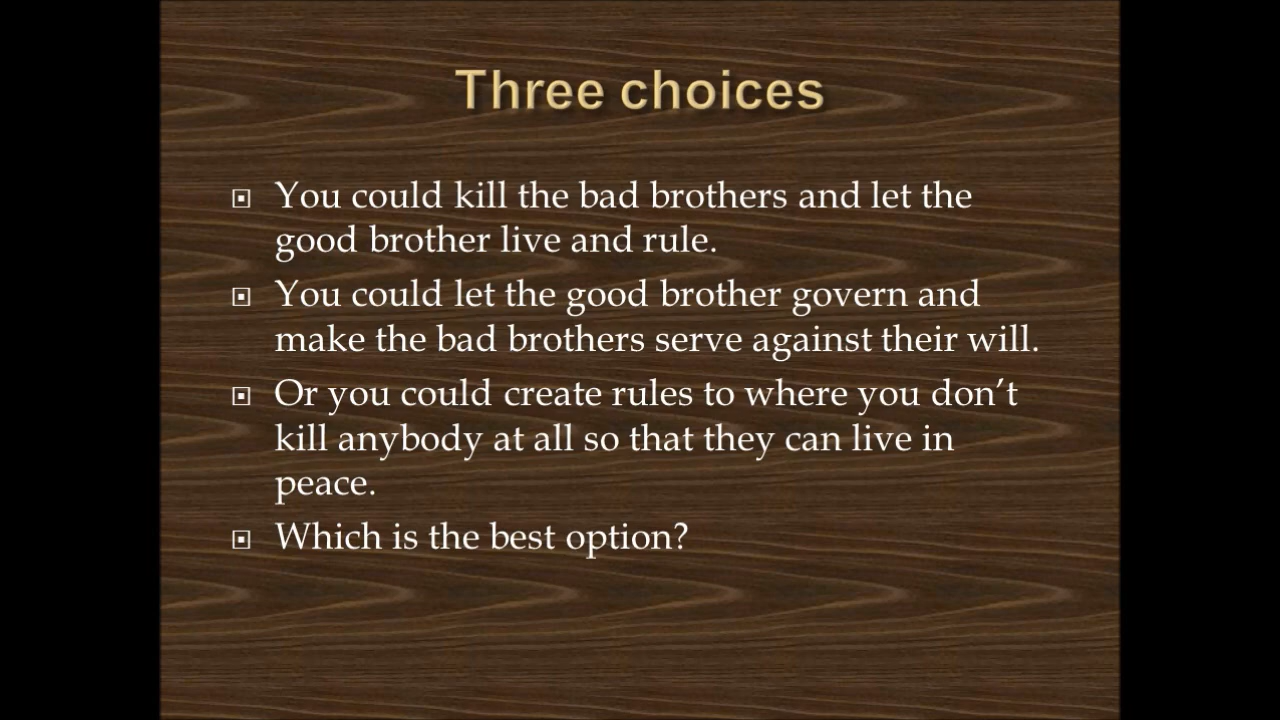 Three choices
You could kill the bad brothers and let the
good brother live and rule.
You could let the good brother govern and
make the bad brothers serve against their will.
Or you could create rules to where you don’t
kill anybody at all so that they can live in
peace.
Which is the best option?